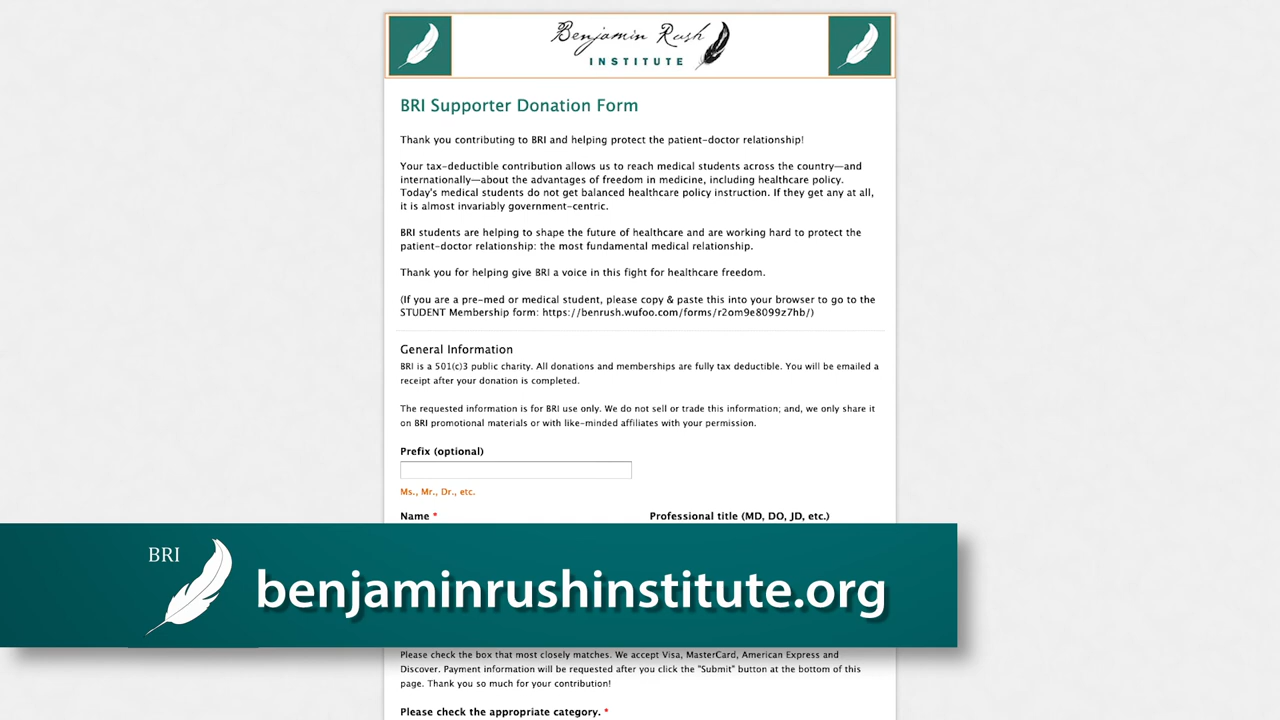 Benjamin Rush
INSTITUTE
BRI Supporter Donation Form
Thank you contributing to BRI and helping protect the patient-doctor relationship!
Your tax-deductible contribution allows us to reach medical students across the country—and
internationally—about the advantages of freedom in medicine, including healthcare policy.
Today's medical students do not get balanced healthcare policy instruction. If they get any at all,
it is almost invariably government-centric.
BRI students are helping to shape the future of healthcare and are working hard to protect the
patient-doctor relationship: the most fundamental medical relationship.
Thank you for helping give BRI a voice in this fight for healthcare freedom.
(If you are a pre-med or medical student, please copy & paste this into your browser to go to the
STUDENT Membership form: https://benrush.wufoo.com/forms/r2om9e8099z7hb/)
General Information
BRI is a 501(c)3 public charity. All donations and memberships are fully tax deductible. You will be emailed a
receipt after your donation is completed.
The requested information is for BRI use only. We do not sell or trade this information; and, we only share it
on BRI promotional materials or with like-minded affiliates with your permission.
Prefix (optional)
Ms., Mr., Dr., etc.
Name * Professional title (MD, DO, JD, etc.)
BRI
benjaminrushinstitute.org
Please check the box that most closely matches. We accept Visa, MasterCard, American Express and
Discover. Payment information will be requested after you click the "Submit" button at the bottom of this
page. Thank you so much for your contribution!
Please check the appropriate category. *